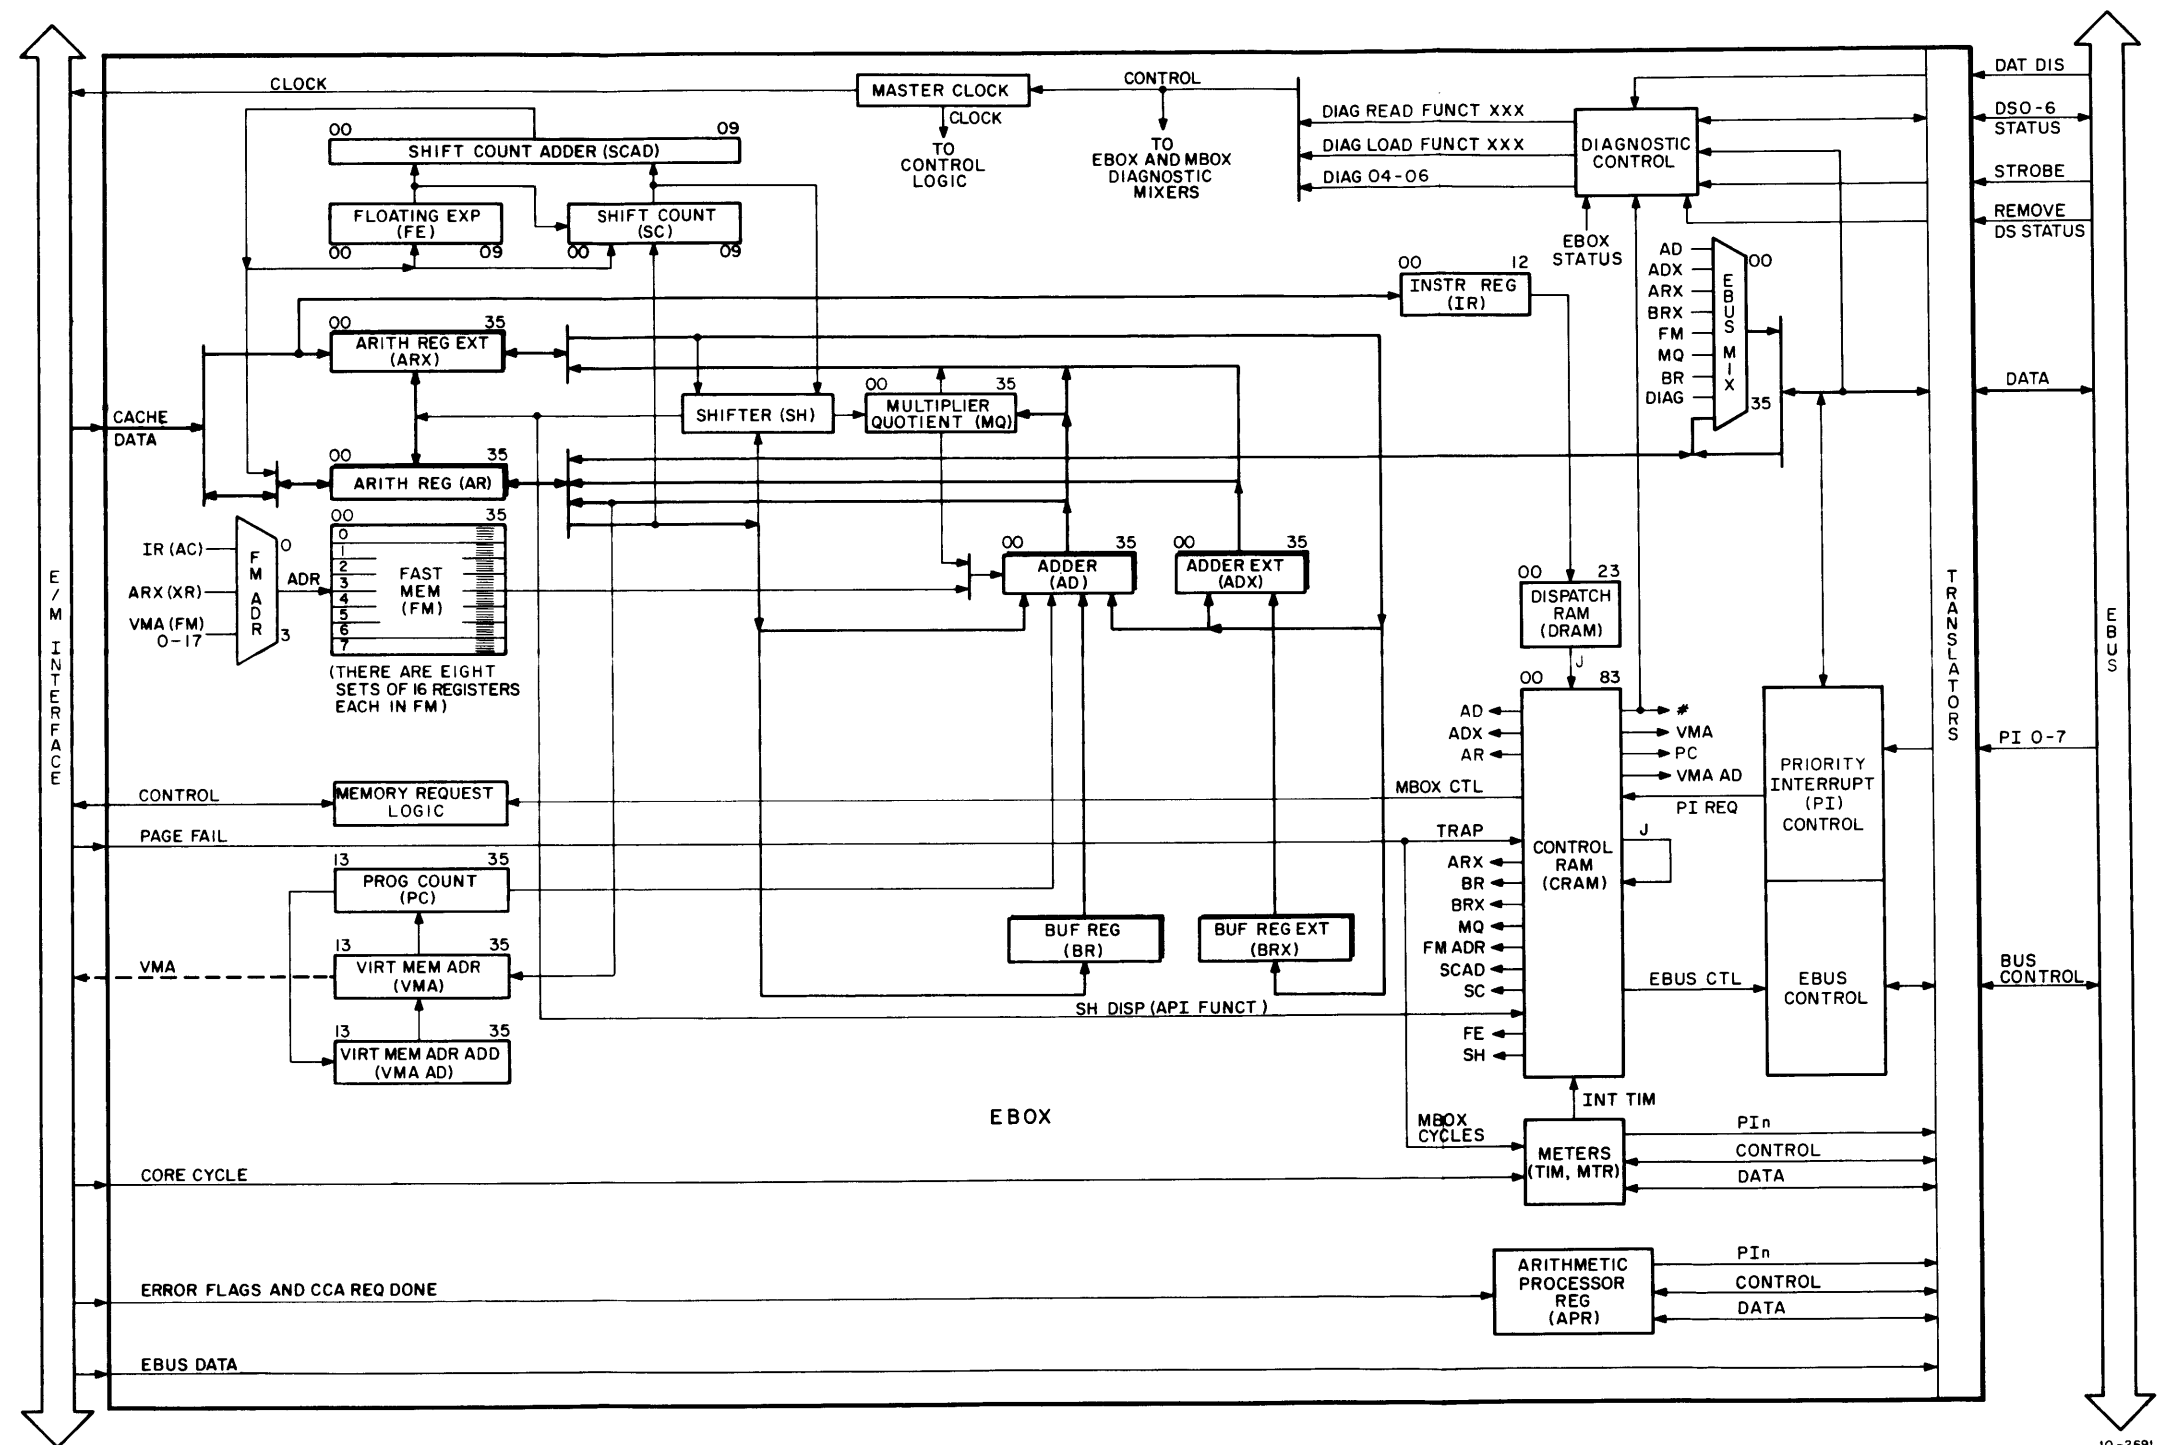 CLOCK
MASTER CLOCK
CONTROL
CLOCK
TO
CONTROL
LOGIC
TO
EBOX AND MBOX
DIAGNOSTIC
MIXERS
DIAG READ FUNCT XXX
DIAG LOAD FUNCT XXX
DIAG 04-06
DIAGNOSTIC
CONTROL
EBOX
STATUS
DAT DIS
DSO-6
STATUS
STROBE
REMOVE
DS STATUS
00 09
SHIFT COUNT ADDER (SCAD)
FLOATING EXP
(FE)
00 09
SHIFT COUNT
(SC)
00 09
00 12
INSTR REG
(IR)
AD
ADX
ARX
BRX
FM
MQ
BR
DIAG
EBUS MIX
00
35
DATA
00 35
ARITH REG EXT
(ARX)
SHIFTER (SH)
00 35
MULTIPLIER
QUOTIENT (MQ)
CACHE
DATA
00 35
ARITH REG (AR)
IR (AC)
ARX (XR)
VMA (FM)
0-17
FM ADR
0
3
ADR
00 35
0
1
2
3
4
5
6
7
FAST
MEM
(FM)
(THERE ARE EIGHT
SETS OF 16 REGISTERS
EACH IN FM)
00 35
ADDER
(AD)
00 35
ADDER EXT
(ADX)
00 23
DISPATCH
RAM
(DRAM)
J
00 83
E/M INTERFACE
TRANSLATORS
EBUS
AD
ADX
AR
MBOX CTL
TRAP
ARX
BR
BRX
MQ
FM ADR
SCAD
SC
FE
SH
CONTROL
RAM
(CRAM)
#
VMA
PC
VMA AD
PI REQ
J
EBUS CTL
PRIORITY
INTERRUPT
(PI)
CONTROL
EBUS
CONTROL
PI 0-7
BUS
CONTROL
CONTROL
MEMORY REQUEST
LOGIC
PAGE FAIL
13 35
PROG COUNT
(PC)
VMA
13 35
VIRT MEM ADR
(VMA)
13 35
VIRT MEM ADR ADD
(VMA AD)
BUF REG
(BR)
BUF REG EXT
(BRX)
SH DISP (API FUNCT)
EBOX
INT TIM
MBOX
CYCLES
METERS
(TIM, MTR)
PIn
CONTROL
DATA
CORE CYCLE
ERROR FLAGS AND CCA REQ DONE
ARITHMETIC
PROCESSOR
REG
(APR)
PIn
CONTROL
DATA
EBUS DATA